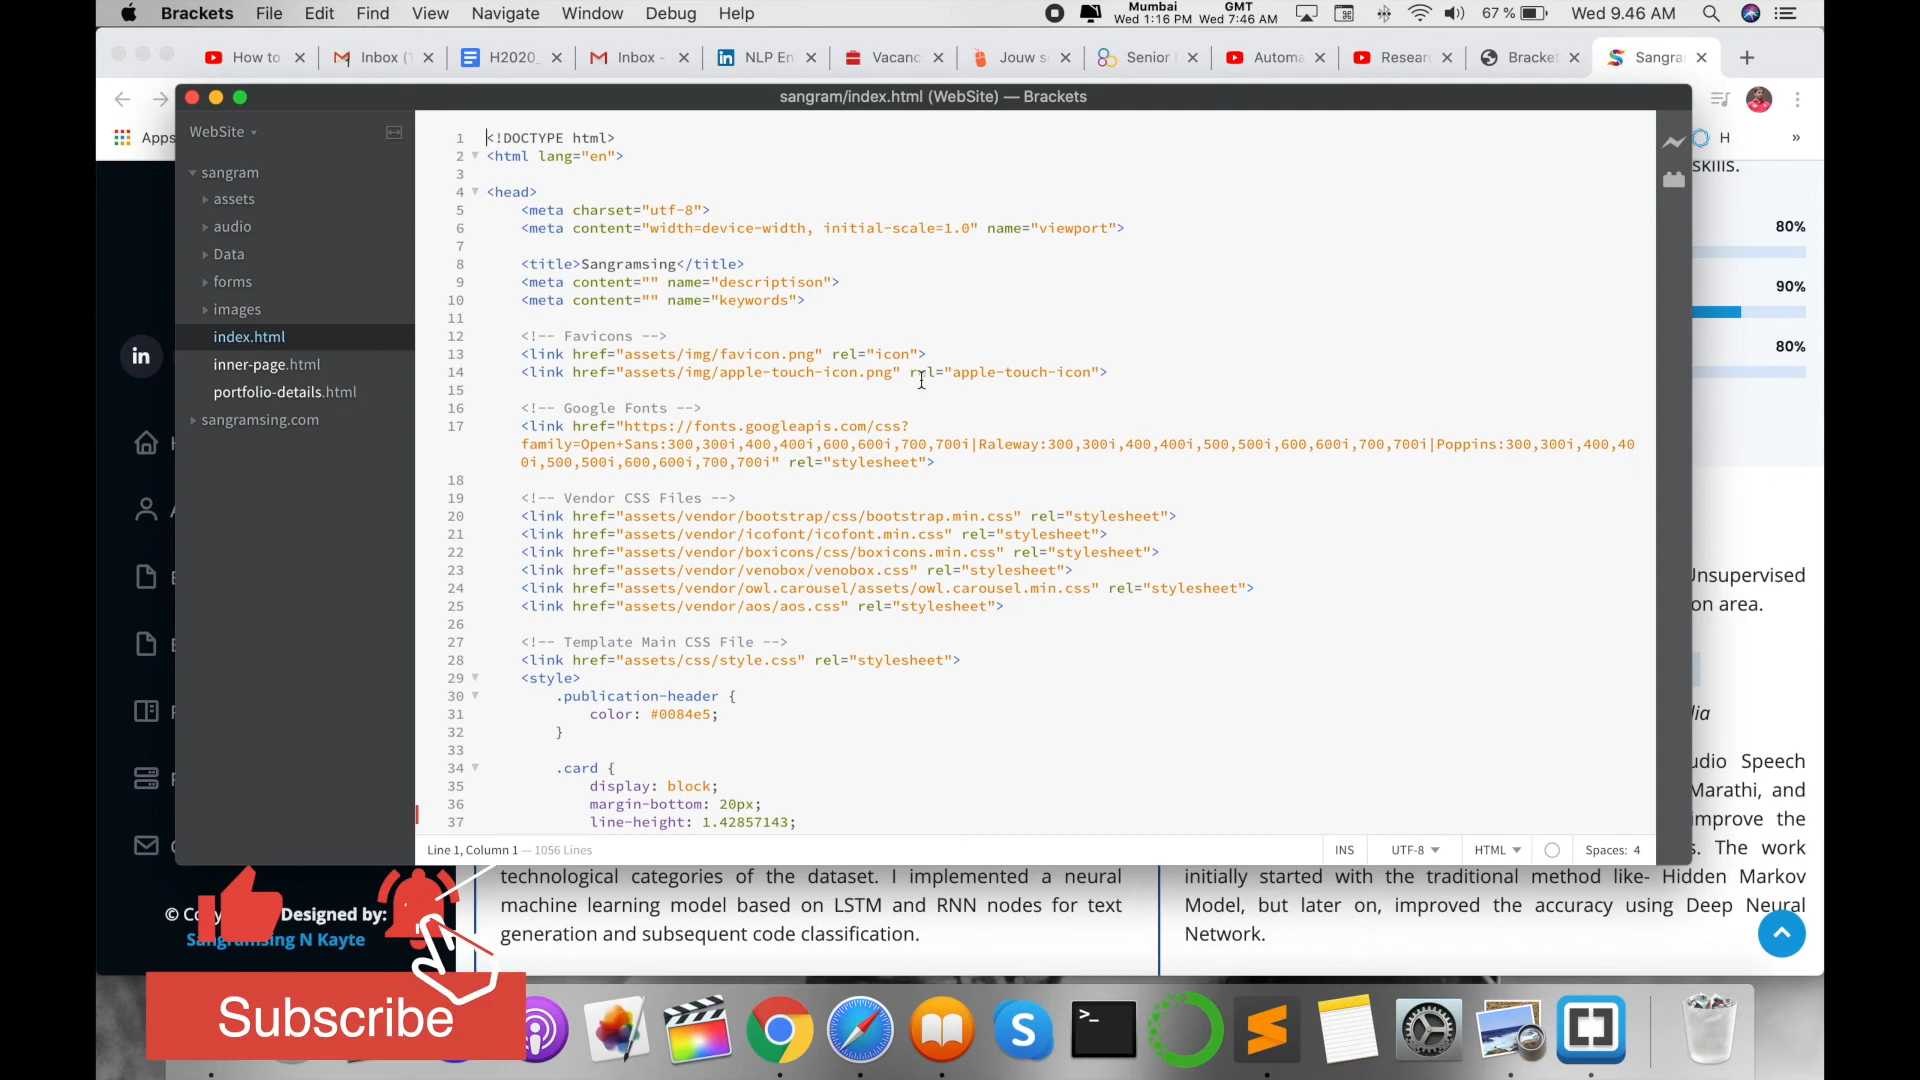 Brackets File Edit Find View Navigate Window Debug Help
Mumbai
Wed 1:16 PM
GMT
Wed 7:46 AM
67 %
Wed 9.46 AM
How to
Inbox (1
H2020_
Inbox -
NLP En
Vacanc
Jouw s
Senior
Automa
Resear
Bracket
Sangra
Apps
H
»
sangram/index.html (WebSite) — Brackets
WebSite
sangram
assets
audio
Data
forms
images
index.html
inner-page.html
portfolio-details.html
sangramsing.com
1 <!DOCTYPE html>
2 <html lang="en">
3
4 <head>
5 <meta charset="utf-8">
6 <meta content="width=device-width, initial-scale=1.0" name="viewport">
7
8 <title>Sangramsing</title>
9 <meta content="" name="descriptison">
10 <meta content="" name="keywords">
11
12 <!-- Favicons -->
13 <link href="assets/img/favicon.png" rel="icon">
14 <link href="assets/img/apple-touch-icon.png" rel="apple-touch-icon">
15
16 <!-- Google Fonts -->
17 <link href="https://fonts.googleapis.com/css?
family=Open+Sans:300,300i,400,400i,600,600i,700,700i|Raleway:300,300i,400,400i,500,500i,600,600i,700,700i|Poppins:300,300i,400,40
0i,500,500i,600,600i,700,700i" rel="stylesheet">
18
19 <!-- Vendor CSS Files -->
20 <link href="assets/vendor/bootstrap/css/bootstrap.min.css" rel="stylesheet">
21 <link href="assets/vendor/icofont/icofont.min.css" rel="stylesheet">
22 <link href="assets/vendor/boxicons/css/boxicons.min.css" rel="stylesheet">
23 <link href="assets/vendor/venobox/venobox.css" rel="stylesheet">
24 <link href="assets/vendor/owl.carousel/assets/owl.carousel.min.css" rel="stylesheet">
25 <link href="assets/vendor/aos/aos.css" rel="stylesheet">
26
27 <!-- Template Main CSS File -->
28 <link href="assets/css/style.css" rel="stylesheet">
29 <style>
30 .publication-header {
31 color: #0084e5;
32 }
33
34 .card {
35 display: block;
36 margin-bottom: 20px;
37 line-height: 1.42857143;
Line 1, Column 1 — 1056 Lines
INS
UTF-8
HTML
Spaces: 4
skills.
80%
90%
80%
Unsupervised
on area.
dia
udio Speech
Marathi, and
improve the
s. The work
in
technological categories of the dataset. I implemented a neural
machine learning model based on LSTM and RNN nodes for text
generation and subsequent code classification.
initially started with the traditional method like- Hidden Markov
Model, but later on, improved the accuracy using Deep Neural
Network.
© Co
Designed by:
Sangramsing N Kayte
Subscribe